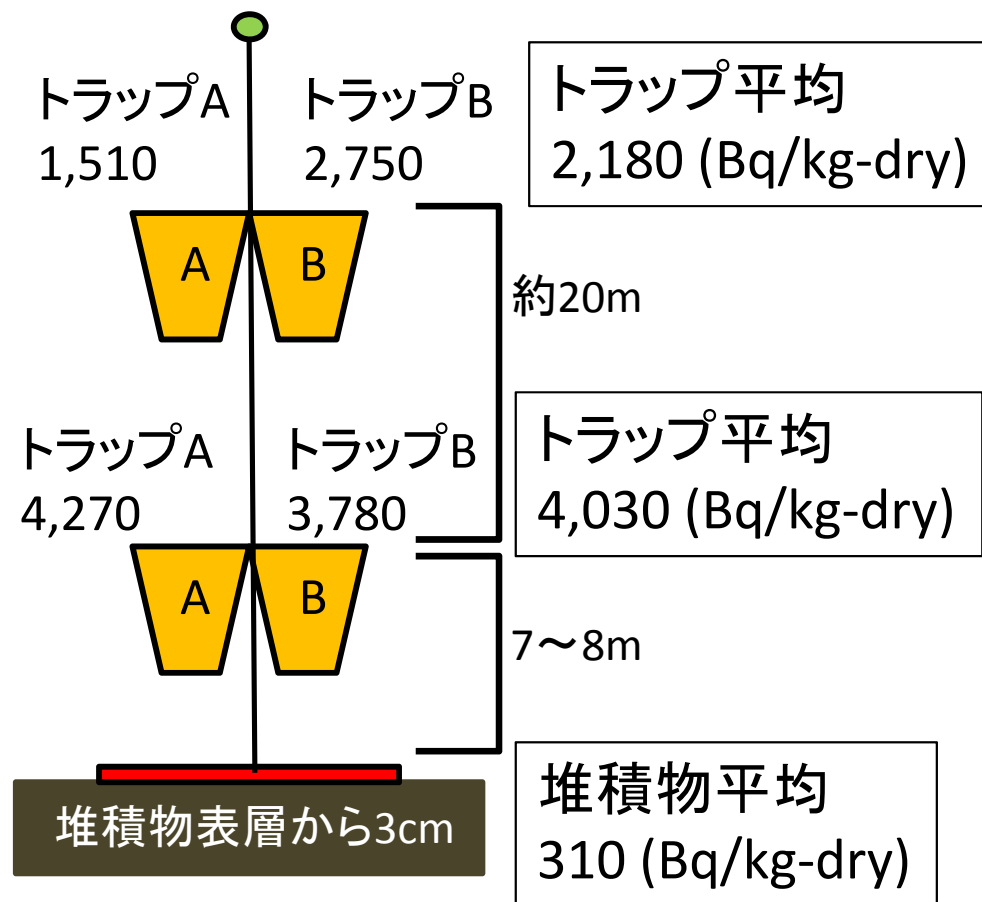 トラップA
1,510
トラップB
2,750
トラップ平均
2,180 (Bq/kg-dry)
A
B
約20m
トラップA
4,270
トラップB
3,780
トラップ平均
4,030 (Bq/kg-dry)
A
B
7～8m
堆積物表層から3cm
堆積物平均
310 (Bq/kg-dry)